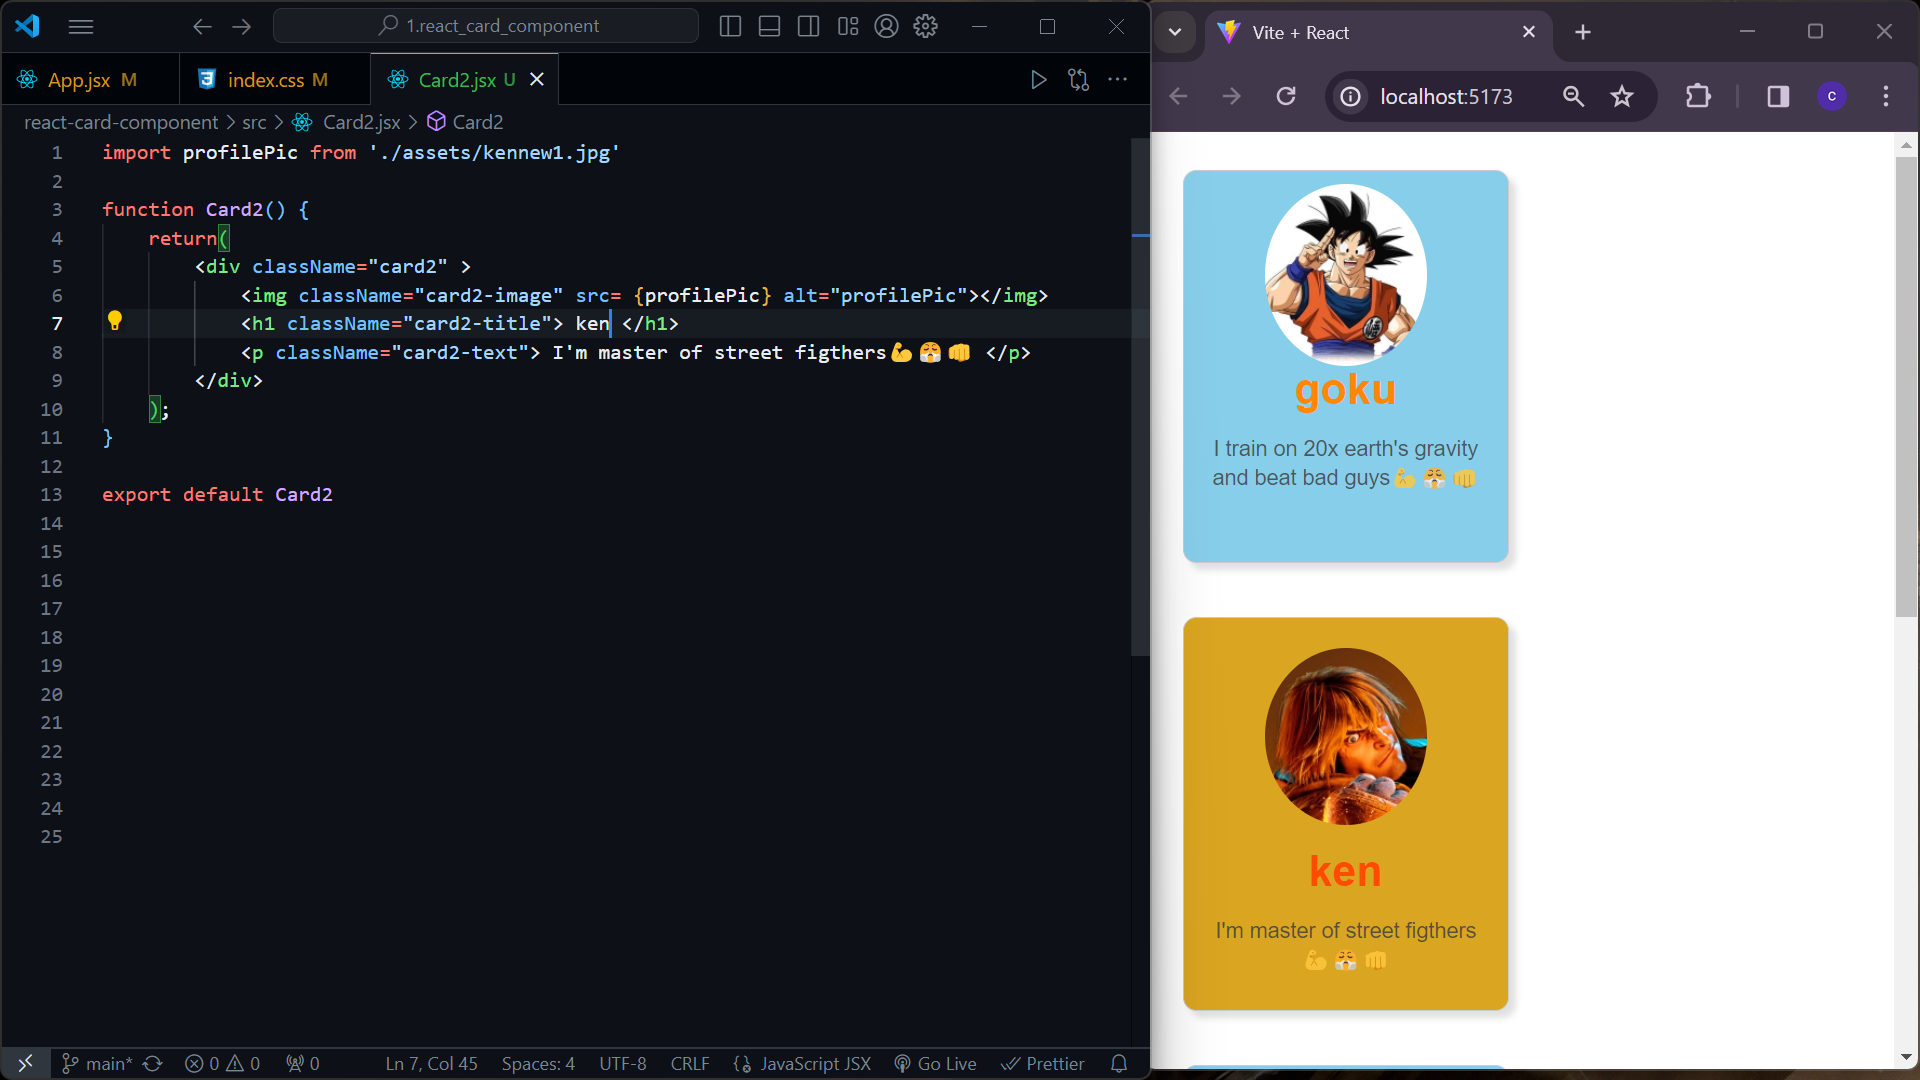 1.react_card_component
App.jsx M
index.css M
Card2.jsx U
react-card-component > src > Card2.jsx > Card2
1 import profilePic from './assets/kennew1.jpg'
2
3 function Card2() {
4 return(
5 <div className="card2" >
6 <img className="card2-image" src= {profilePic} alt="profilePic"></img>
7 <h1 className="card2-title"> ken </h1>
8 <p className="card2-text"> I'm master of street figthers💪😤👊 </p>
9 </div>
10 );
11 }
12
13 export default Card2
14
15
16
17
18
19
20
21
22
23
24
25
main* 0 0 0 Ln 7, Col 45 Spaces: 4 UTF-8 CRLF JavaScript JSX Go Live Prettier
Vite + React
localhost:5173
c
goku
I train on 20x earth's gravity
and beat bad guys💪😤👊
ken
I'm master of street figthers
💪😤👊